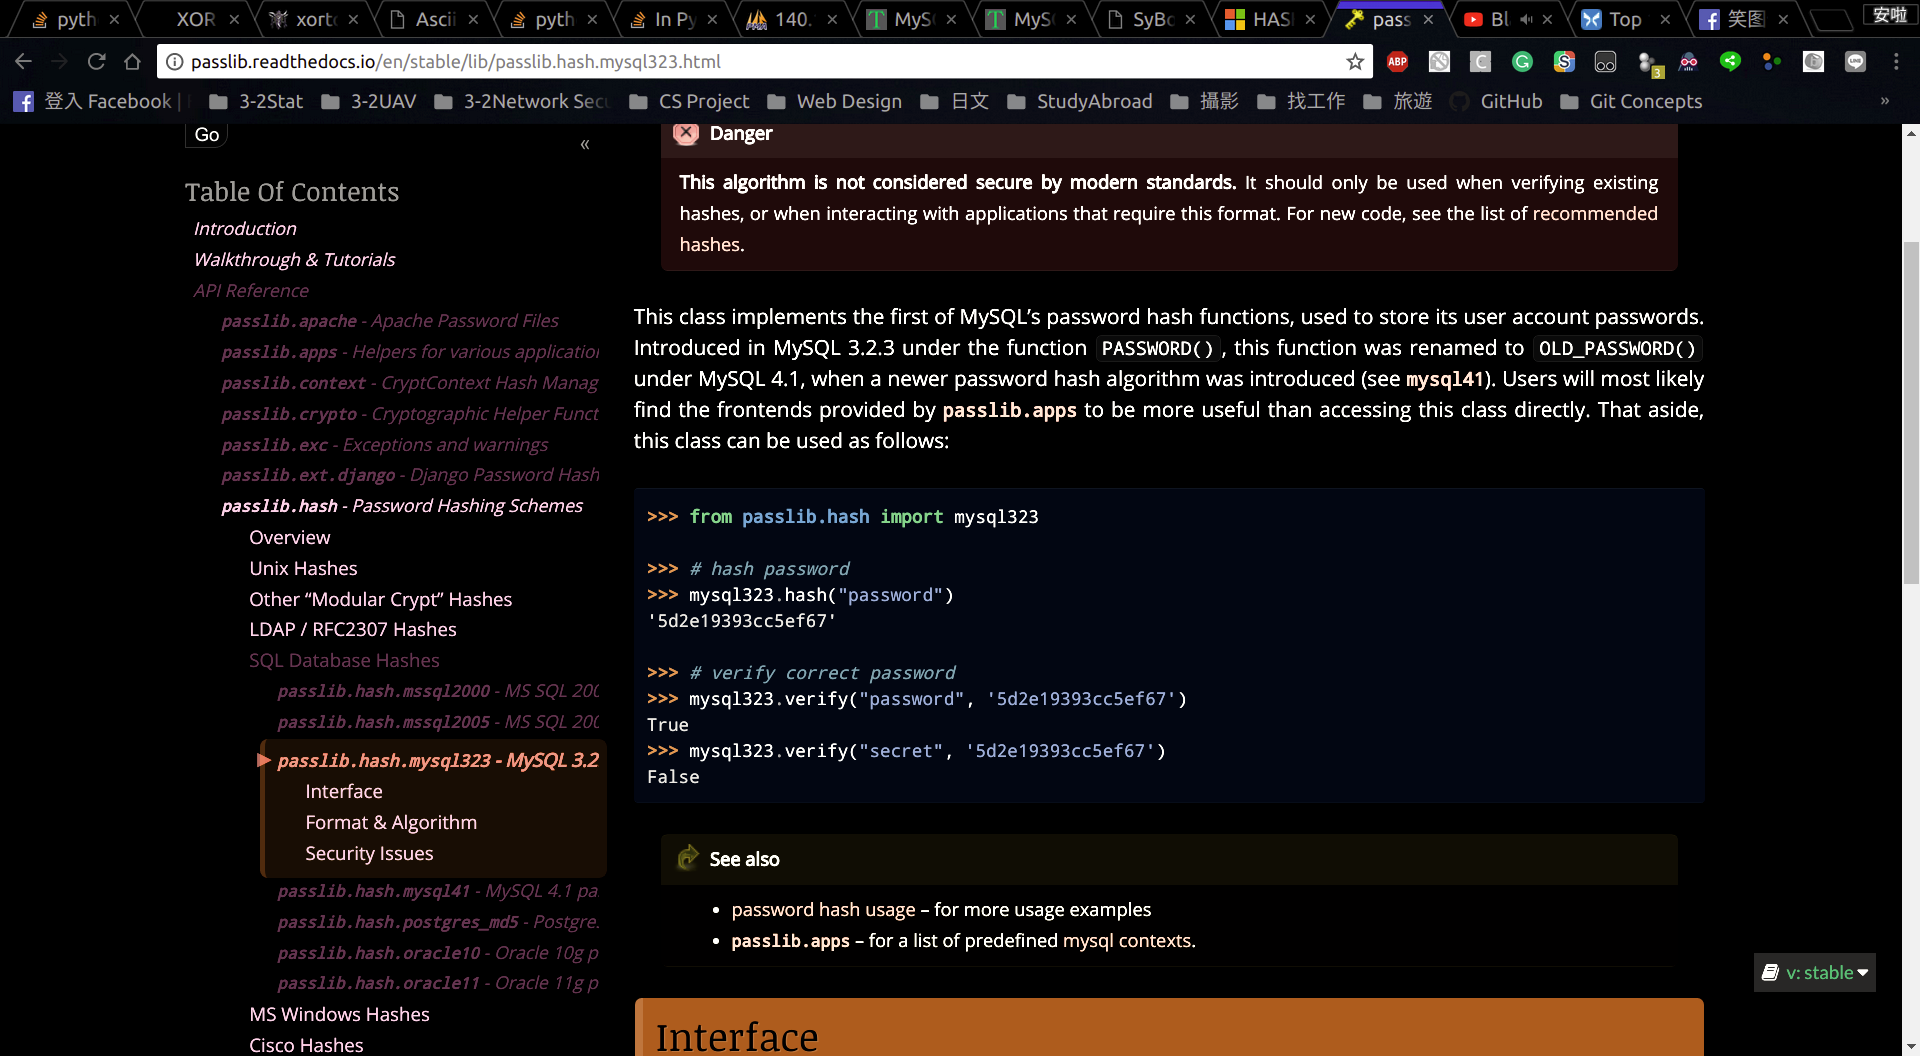 pyth
XOR
xort
Ascii
pyth
In Py
140.
MyS
MyS
SyB
HAS
pass
Bl
Top
笑图
安啦
passlib.readthedocs.io/en/stable/lib/passlib.hash.mysql323.html
ABP
3
登入 Facebook |
3-2Stat
3-2UAV
3-2Network Sec
CS Project
Web Design
日文
StudyAbroad
攝影
找工作
旅遊
GitHub
Git Concepts
»
Go
«
Table Of Contents
Introduction
Walkthrough & Tutorials
API Reference
passlib.apache - Apache Password Files
passlib.apps - Helpers for various applicatio
passlib.context - CryptContext Hash Manag
passlib.crypto - Cryptographic Helper Funct
passlib.exc - Exceptions and warnings
passlib.ext.django - Django Password Hash
passlib.hash - Password Hashing Schemes
Overview
Unix Hashes
Other “Modular Crypt” Hashes
LDAP / RFC2307 Hashes
SQL Database Hashes
passlib.hash.mssql2000 - MS SQL 200
passlib.hash.mssql2005 - MS SQL 200
passlib.hash.mysql323 - MySQL 3.2
Interface
Format & Algorithm
Security Issues
passlib.hash.mysql41 - MySQL 4.1 pa
passlib.hash.postgres_md5 - Postgre
passlib.hash.oracle10 - Oracle 10g p
passlib.hash.oracle11 - Oracle 11g p
MS Windows Hashes
Cisco Hashes
Danger
This algorithm is not considered secure by modern standards. It should only be used when verifying existing
hashes, or when interacting with applications that require this format. For new code, see the list of recommended
hashes.
This class implements the first of MySQL’s password hash functions, used to store its user account passwords.
Introduced in MySQL 3.2.3 under the function PASSWORD(), this function was renamed to OLD_PASSWORD()
under MySQL 4.1, when a newer password hash algorithm was introduced (see mysql41). Users will most likely
find the frontends provided by passlib.apps to be more useful than accessing this class directly. That aside,
this class can be used as follows:
>>> from passlib.hash import mysql323
>>> # hash password
>>> mysql323.hash("password")
'5d2e19393cc5ef67'
>>> # verify correct password
>>> mysql323.verify("password", '5d2e19393cc5ef67')
True
>>> mysql323.verify("secret", '5d2e19393cc5ef67')
False
See also
• password hash usage – for more usage examples
• passlib.apps – for a list of predefined mysql contexts.
v: stable
Interface